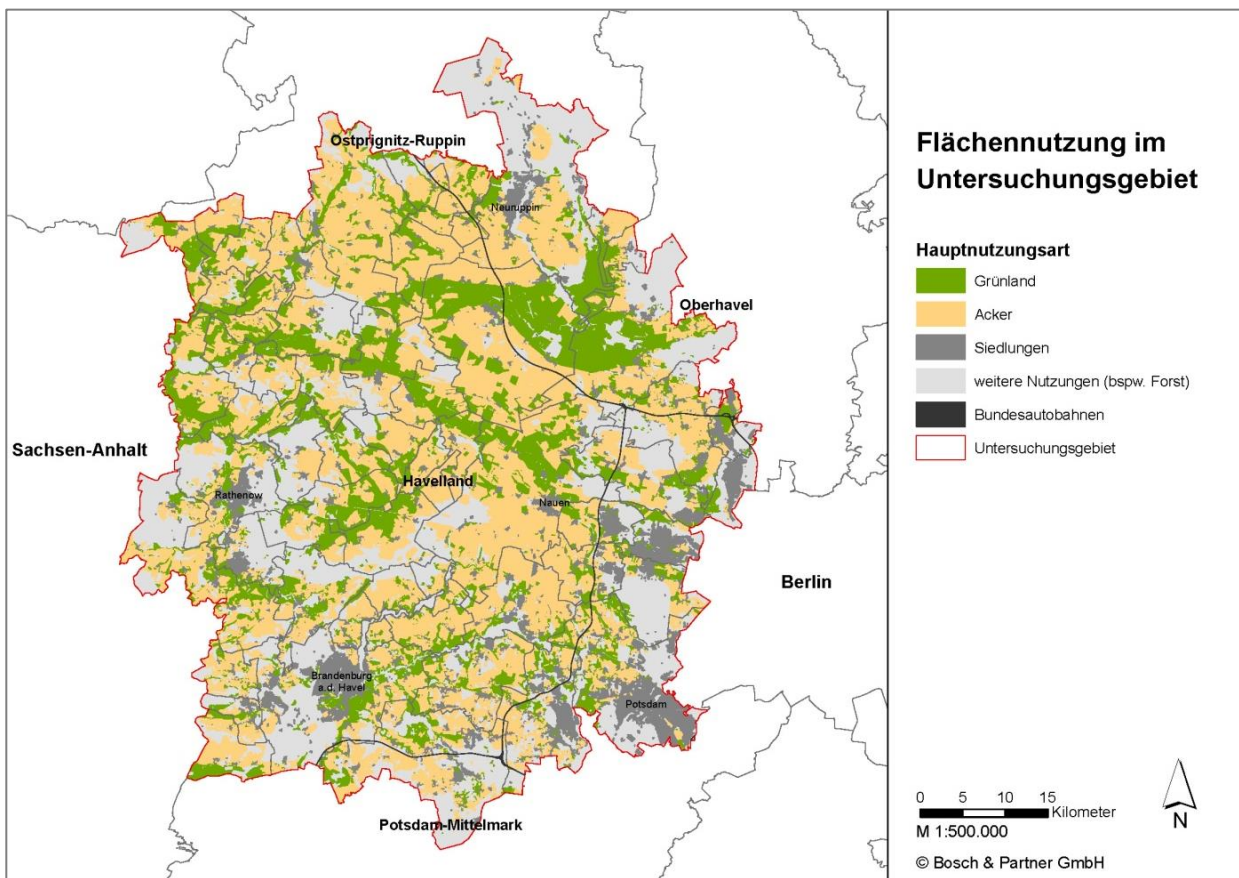 Ostprignitz-Ruppin
Neuruppin
Oberhavel
Sachsen-Anhalt
Rathenow
Havelland
Nauen
Berlin
Brandenburg
a.d. Havel
Potsdam
Potsdam-Mittelmark
Flächennutzung im
Untersuchungsgebiet
Hauptnutzungsart
Grünland
Acker
Siedlungen
weitere Nutzungen (bspw. Forst)
Bundesautobahnen
Untersuchungsgebiet
0 5 10 15
Kilometer
M 1:500.000
N
© Bosch & Partner GmbH